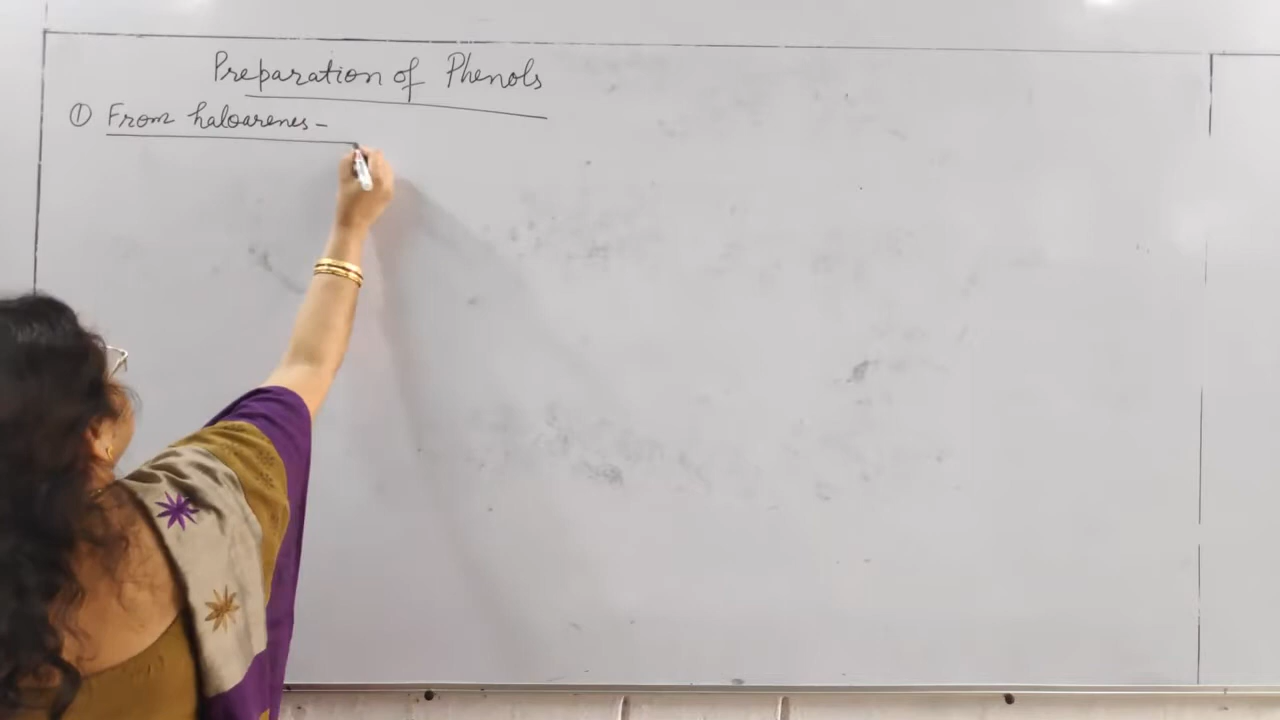 Preparation of Phenols
① From haloarenes -